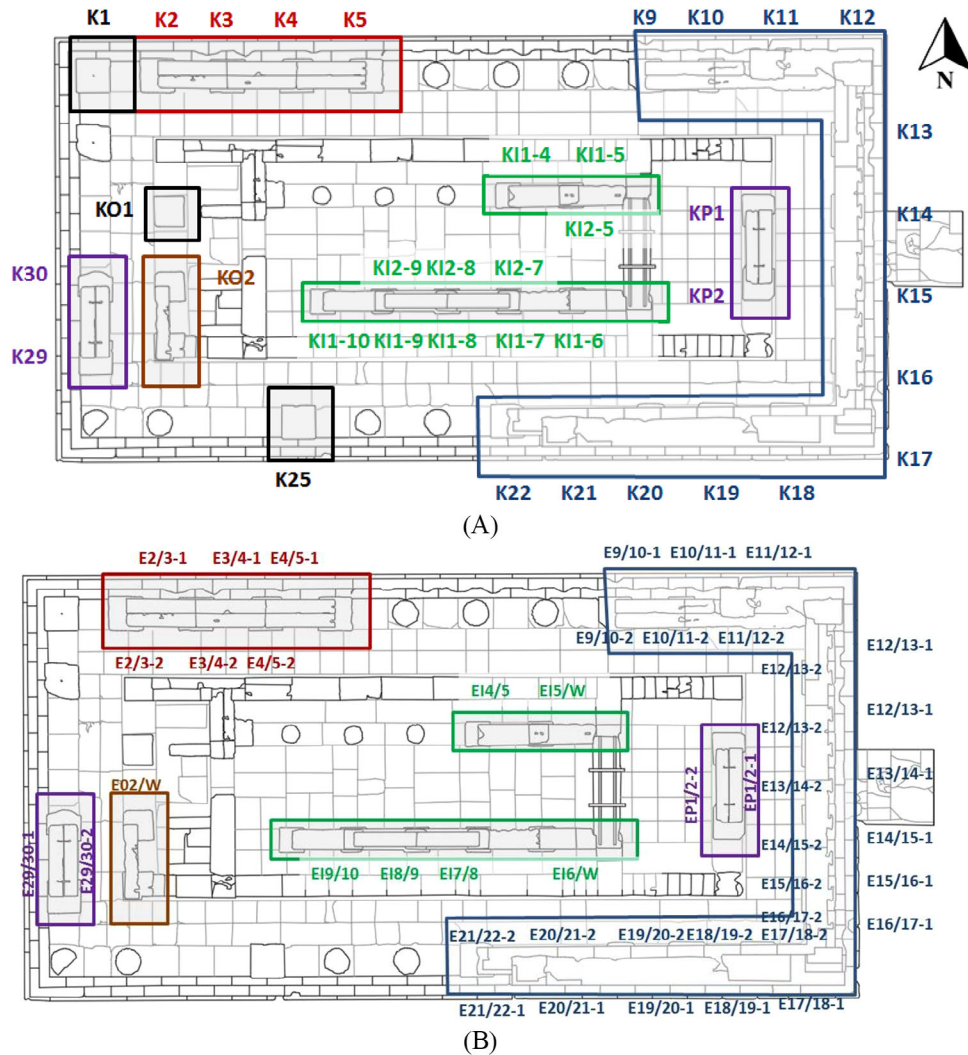 K1 K2 K3 K4 K5 K9 K10 K11 K12
N
K13
KI1-4 KI1-5
KO1 KP1 K14
KI2-5
K30 KO2 KI2-9 KI2-8 KI2-7 KP2 K15
KI1-10 KI1-9 KI1-8 KI1-7 KI1-6
K29
K16
K25 K17
K22 K21 K20 K19 K18
(A)
E2/3-1 E3/4-1 E4/5-1 E9/10-1 E10/11-1 E11/12-1
E9/10-2 E10/11-2 E11/12-2 E12/13-1
E2/3-2 E3/4-2 E4/5-2 E12/13-2
EI4/5 EI5/W
E12/13-1
E12/13-2
E02/W EP1/2-2 EP1/2-1 E13/14-2 E13/14-1
E29/30-1 E29/30-2 E14/15-2 E14/15-1
EI9/10 EI8/9 EI7/8 EI6/W E15/16-2 E15/16-1
E16/17-2 E16/17-1
E21/22-2 E20/21-2 E19/20-2 E18/19-2 E17/18-2
E21/22-1 E20/21-1 E19/20-1 E18/19-1 E17/18-1
(B)